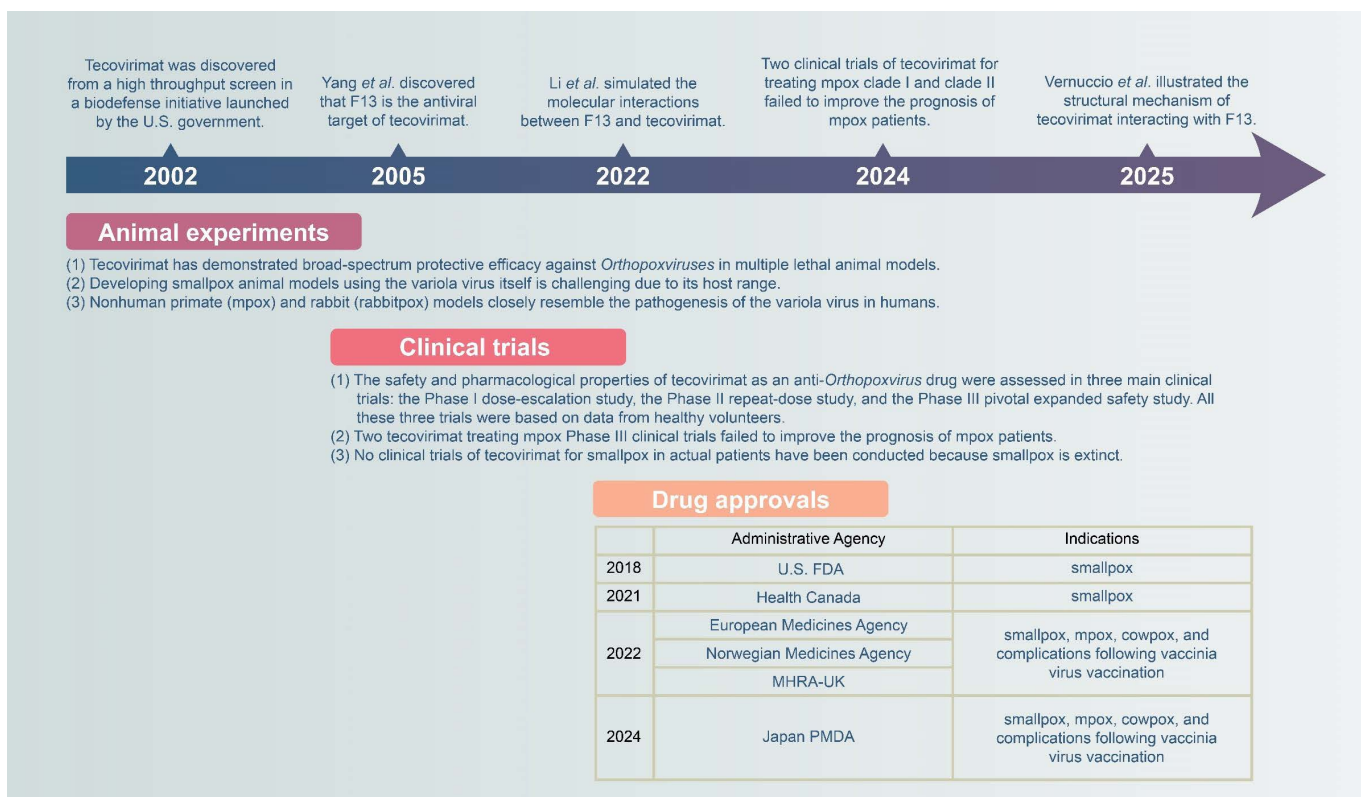 Tecovirimat was discovered
from a high throughput screen in
a biodefense initiative launched
by the U.S. government.
Yang et al. discovered
that F13 is the antiviral
target of tecovirimat.
Li et al. simulated the
molecular interactions
between F13 and tecovirimat.
Two clinical trials of tecovirimat for
treating mpox clade I and clade II
failed to improve the prognosis of
mpox patients.
Vernuccio et al. illustrated the
structural mechanism of
tecovirimat interacting with F13.
2002
2005
2022
2024
2025
Animal experiments
(1) Tecovirimat has demonstrated broad-spectrum protective efficacy against Orthopoxviruses in multiple lethal animal models.
(2) Developing smallpox animal models using the variola virus itself is challenging due to its host range.
(3) Nonhuman primate (mpox) and rabbit (rabbitpox) models closely resemble the pathogenesis of the variola virus in humans.
Clinical trials
(1) The safety and pharmacological properties of tecovirimat as an anti-Orthopoxvirus drug were assessed in three main clinical
trials: the Phase I dose-escalation study, the Phase II repeat-dose study, and the Phase III pivotal expanded safety study. All
these three trials were based on data from healthy volunteers.
(2) Two tecovirimat treating mpox Phase III clinical trials failed to improve the prognosis of mpox patients.
(3) No clinical trials of tecovirimat for smallpox in actual patients have been conducted because smallpox is extinct.
Drug approvals
Administrative Agency
Indications
2018
U.S. FDA
smallpox
2021
Health Canada
smallpox
2022
European Medicines Agency
Norwegian Medicines Agency
MHRA-UK
smallpox, mpox, cowpox, and
complications following vaccinia
virus vaccination
2024
Japan PMDA
smallpox, mpox, cowpox, and
complications following vaccinia
virus vaccination